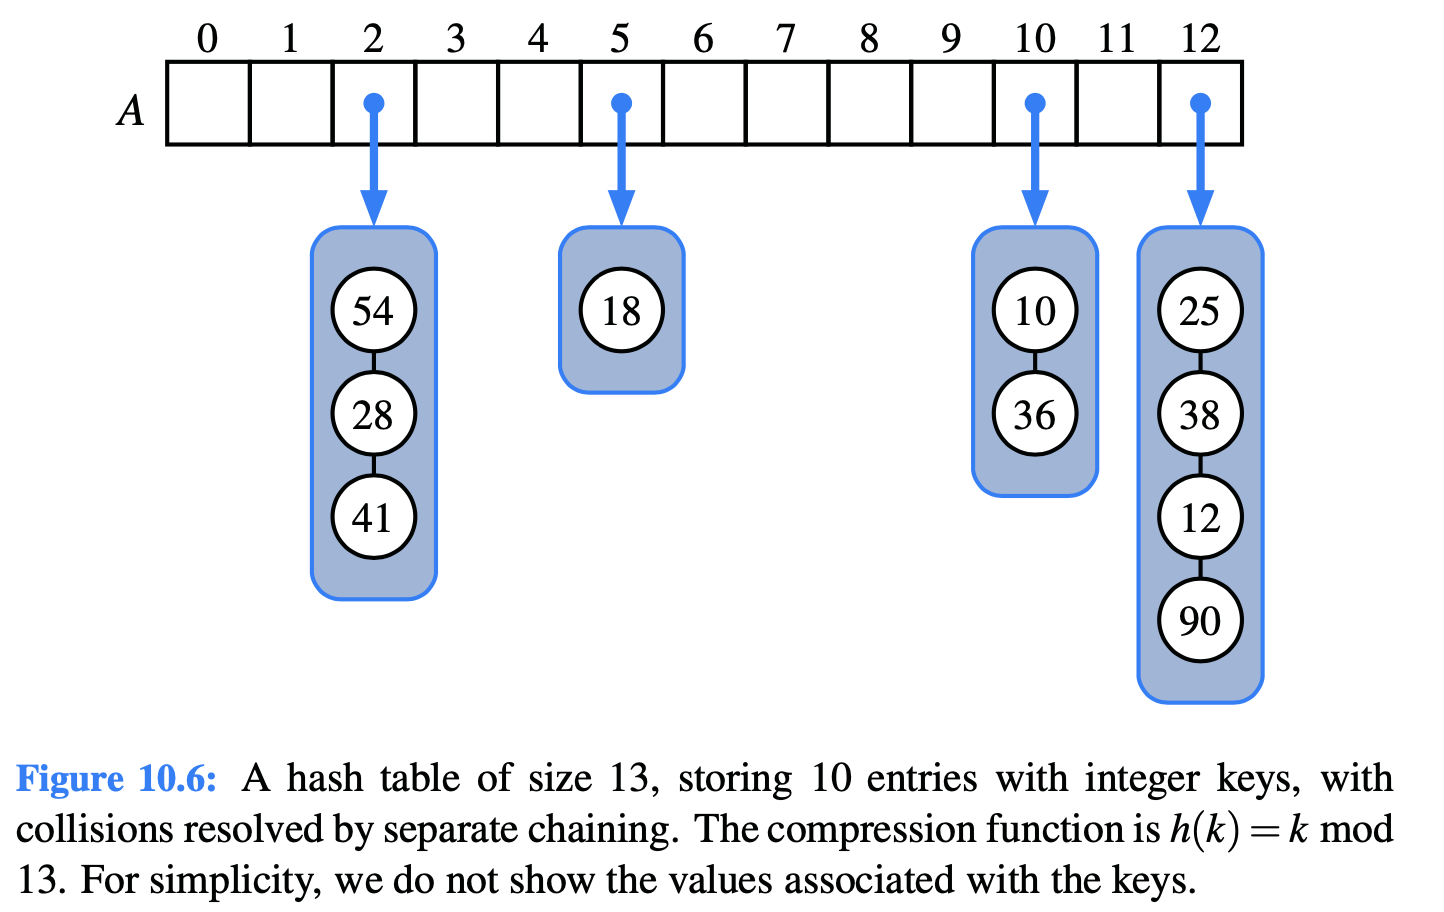 0 1 2 3 4 5 6 7 8 9 10 11 12
A
54 18 10 25
28 36 38
41 12
90
Figure 10.6: A hash table of size 13, storing 10 entries with integer keys, with
collisions resolved by separate chaining. The compression function is h(k) = k mod
13. For simplicity, we do not show the values associated with the keys.